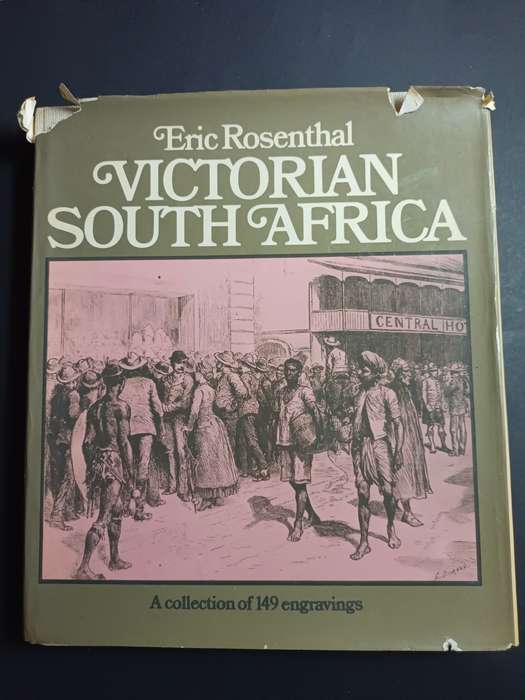 Eric Rosenthal
VICTORIAN
SOUTH AFRICA
CENTRAL HO
A collection of 149 engravings